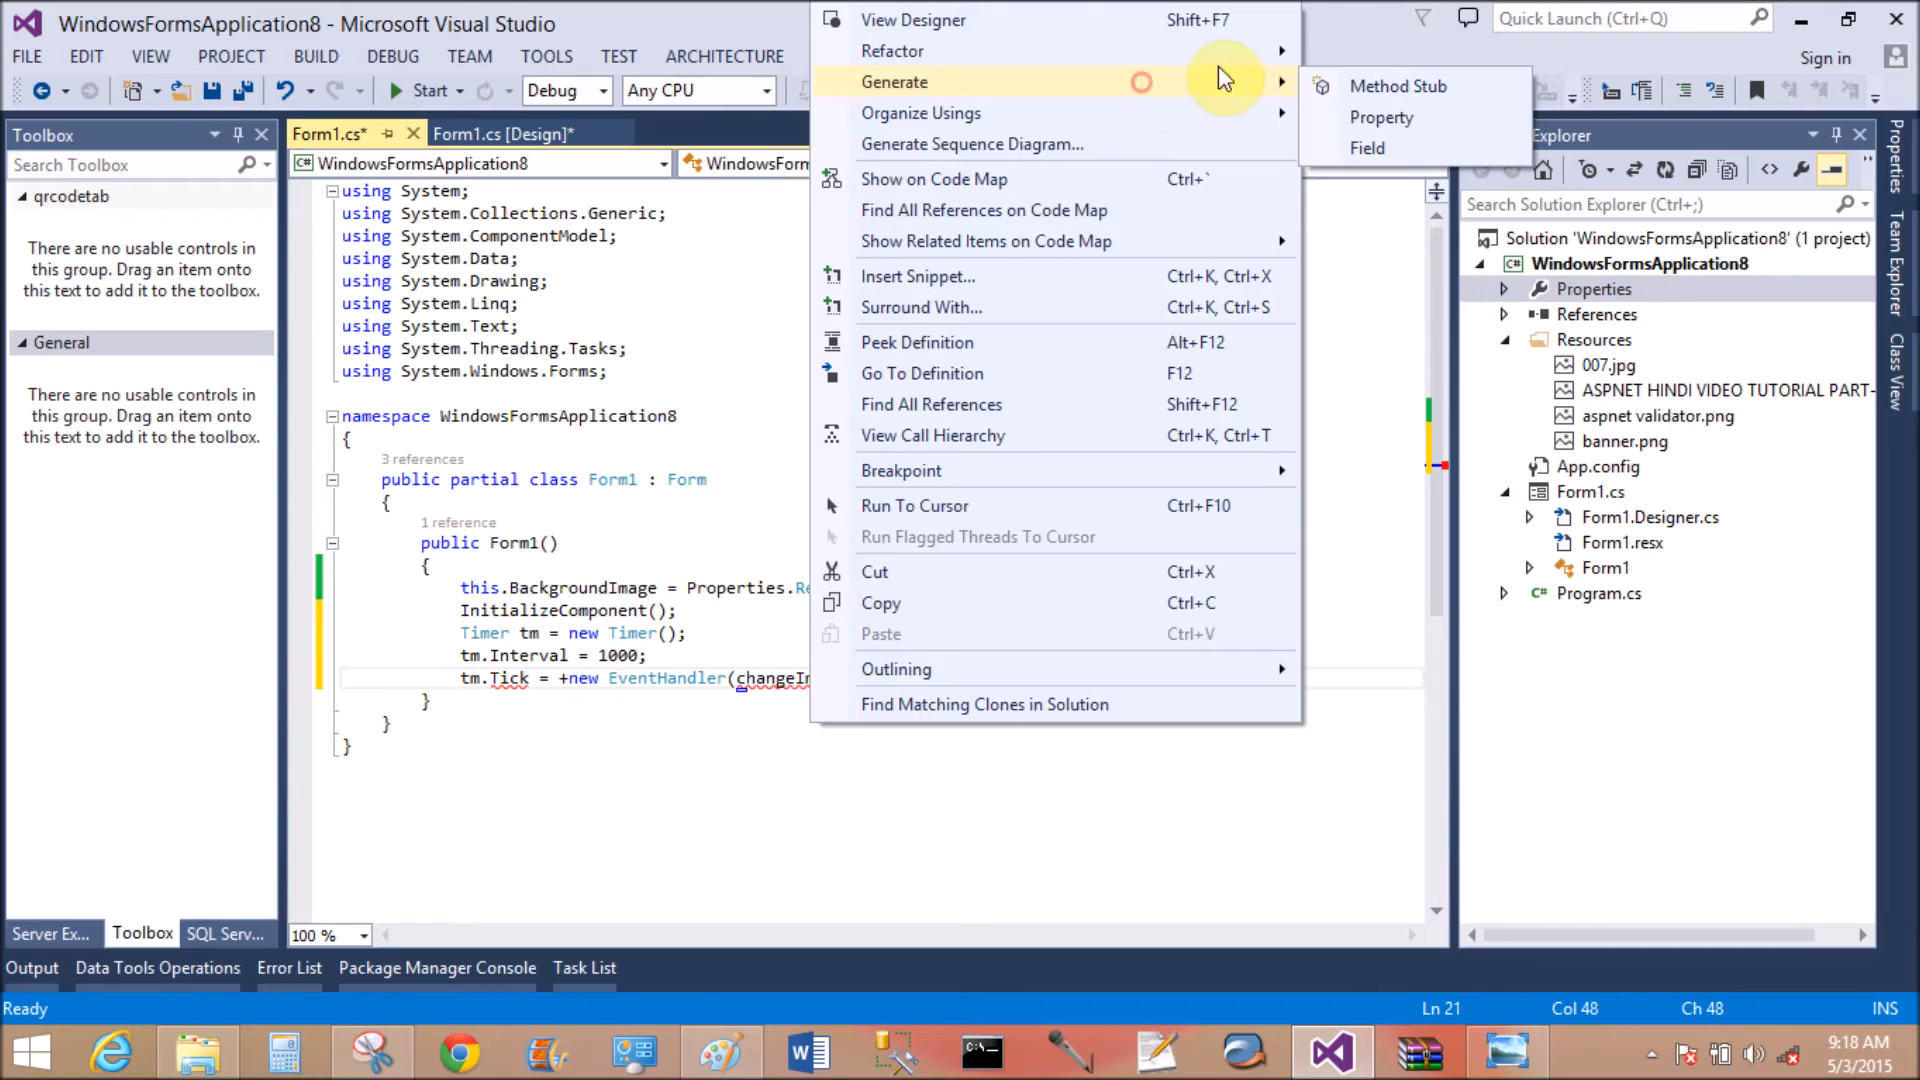 WindowsFormsApplication8 - Microsoft Visual Studio
Quick Launch (Ctrl+Q)
FILE EDIT VIEW PROJECT BUILD DEBUG TEAM TOOLS TEST ARCHITECTURE
Sign in
Start Debug Any CPU
Toolbox
Search Toolbox
qrcodetab
There are no usable controls in
this group. Drag an item onto
this text to add it to the toolbox.
General
There are no usable controls in
this group. Drag an item onto
this text to add it to the toolbox.
Server Ex... Toolbox SQL Serv...
Form1.cs* Form1.cs [Design]*
WindowsFormsApplication8 WindowsForm
using System;
using System.Collections.Generic;
using System.ComponentModel;
using System.Data;
using System.Drawing;
using System.Linq;
using System.Text;
using System.Threading.Tasks;
using System.Windows.Forms;
namespace WindowsFormsApplication8
{
3 references
public partial class Form1 : Form
{
1 reference
public Form1()
{
this.BackgroundImage = Properties.Re
InitializeComponent();
Timer tm = new Timer();
tm.Interval = 1000;
tm.Tick = +new EventHandler(changeIm
}
}
}
100 %
View Designer Shift+F7
Refactor
Generate
Organize Usings
Generate Sequence Diagram...
Show on Code Map Ctrl+`
Find All References on Code Map
Show Related Items on Code Map
Insert Snippet... Ctrl+K, Ctrl+X
Surround With... Ctrl+K, Ctrl+S
Peek Definition Alt+F12
Go To Definition F12
Find All References Shift+F12
View Call Hierarchy Ctrl+K, Ctrl+T
Breakpoint
Run To Cursor Ctrl+F10
Run Flagged Threads To Cursor
Cut Ctrl+X
Copy Ctrl+C
Paste Ctrl+V
Outlining
Find Matching Clones in Solution
Method Stub
Property
Field
Explorer
Search Solution Explorer (Ctrl+;)
Solution 'WindowsFormsApplication8' (1 project)
C# WindowsFormsApplication8
Properties
References
Resources
007.jpg
ASPNET HINDI VIDEO TUTORIAL PART-
aspnet validator.png
banner.png
App.config
Form1.cs
Form1.Designer.cs
Form1.resx
Form1
C# Program.cs
Properties
Team Explorer
Class View
Output Data Tools Operations Error List Package Manager Console Task List
Ready Ln 21 Col 48 Ch 48 INS
9:18 AM
5/3/2015